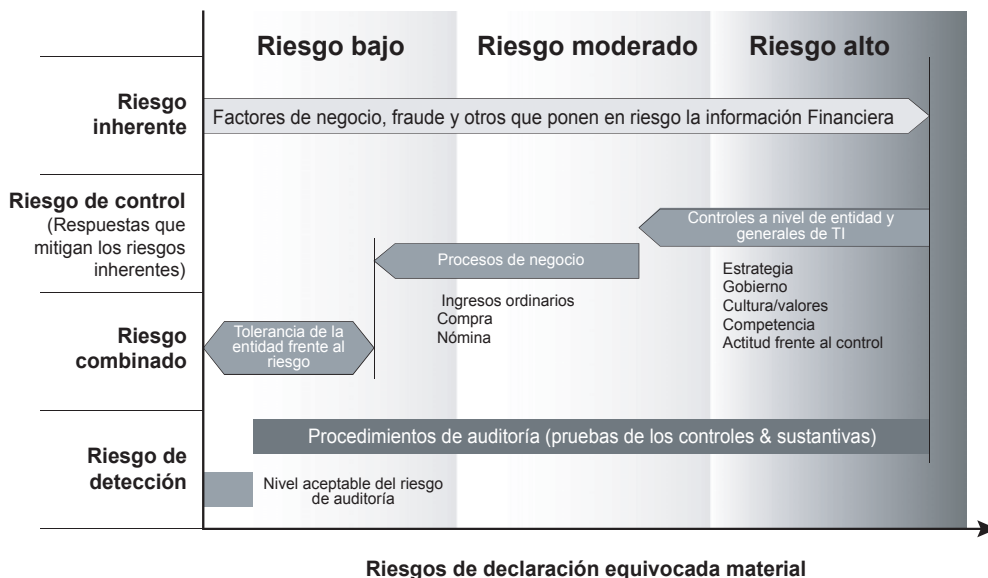 Riesgo bajo
Riesgo moderado
Riesgo alto
Riesgo
inherente
Factores de negocio, fraude y otros que ponen en riesgo la información Financiera
Riesgo de control
(Respuestas que
mitigan los riesgos
inherentes)
Controles a nivel de entidad y
generales de TI
Procesos de negocio
Estrategia
Gobierno
Cultura/valores
Competencia
Actitud frente al control
Ingresos ordinarios
Compra
Nómina
Riesgo
combinado
Tolerancia de la
entidad frente al
riesgo
Riesgo de
detección
Procedimientos de auditoría (pruebas de los controles & sustantivas)
Nivel aceptable del riesgo
de auditoría
Riesgos de declaración equivocada material